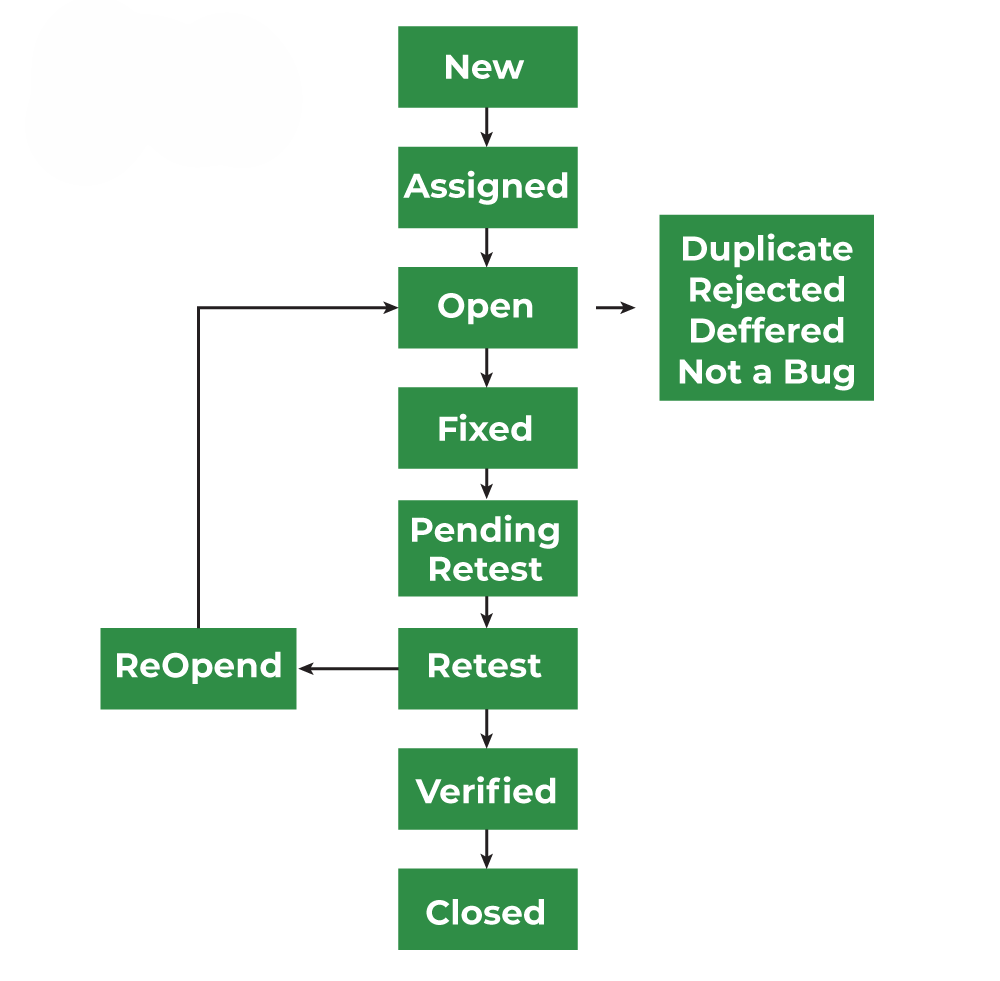 New
Assigned
Open
Duplicate
Rejected
Deffered
Not a Bug
Fixed
Pending
Retest
ReOpend
Retest
Verified
Closed